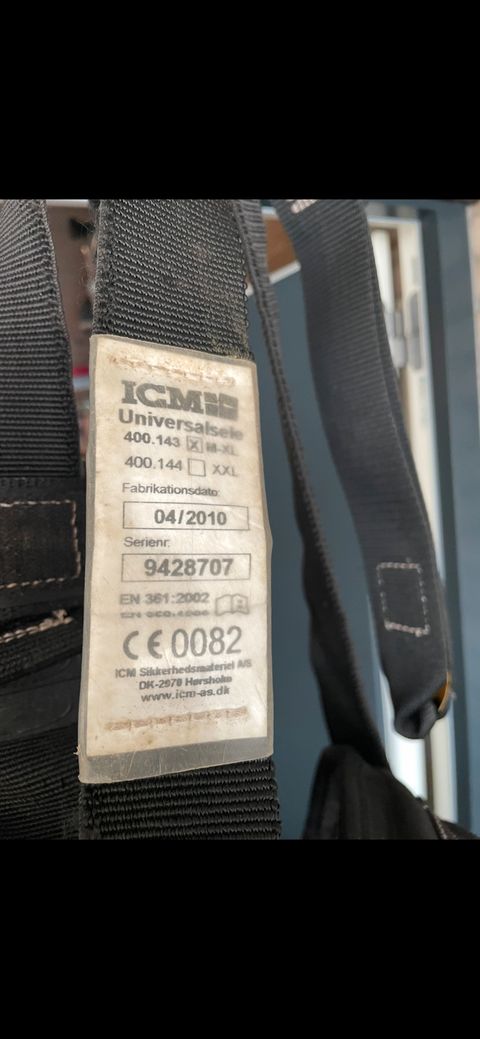 ICM
Universalsele
400.143 X M-XL
400.144 XXL
Fabrikationsdato:
04/2010
Serienr:
9428707
EN 361:2002
CE 0082
ICM Sikkerhedsmateriel A/S
DK-2970 Hørsholm
www.icm-as.dk